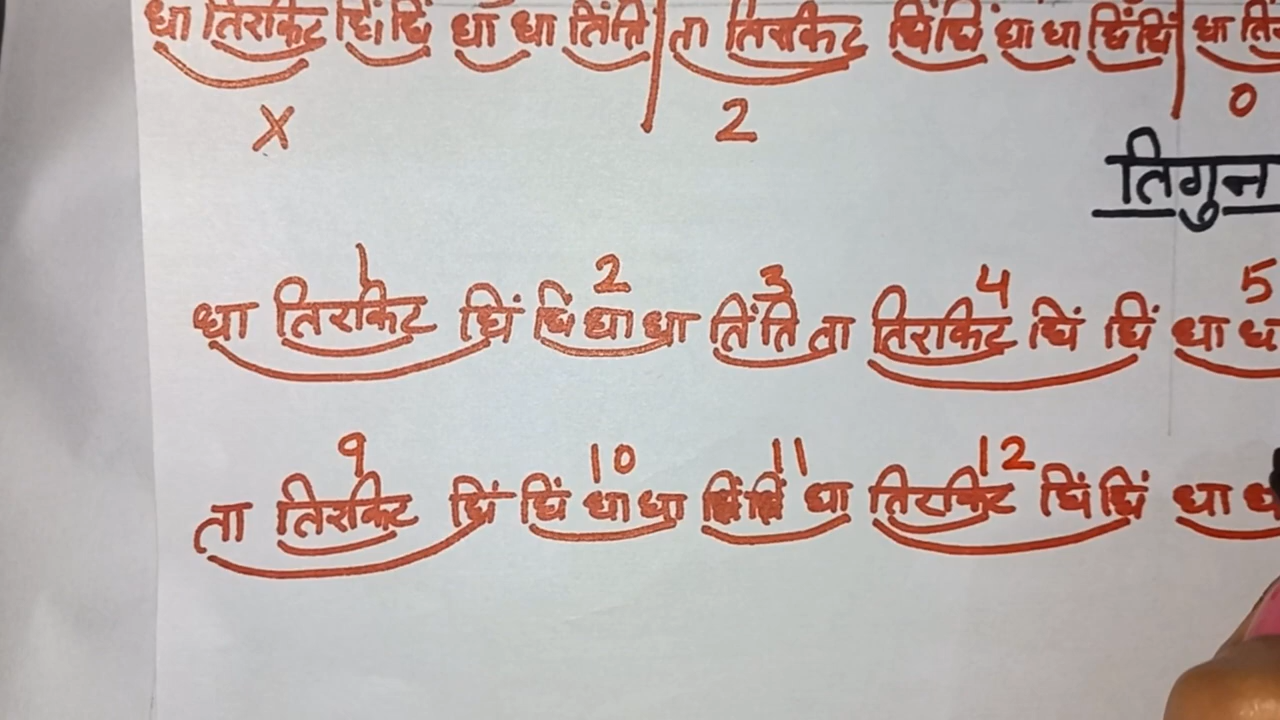 धा तिरकिट धिं धिं धा धा तिं तिं | ता तिरकिट धिं धिं धा धा धिं धिं | धा
X 2 0
तिगुन
1 2 3 4 5
धा तिरकिट धिं धिं धा धा तिं तिं ता तिरकिट धिं धिं धा
9 10 11 12
ता तिरकिट धिं धिं धा धा धिं धिं धा तिरकिट धिं धिं धा